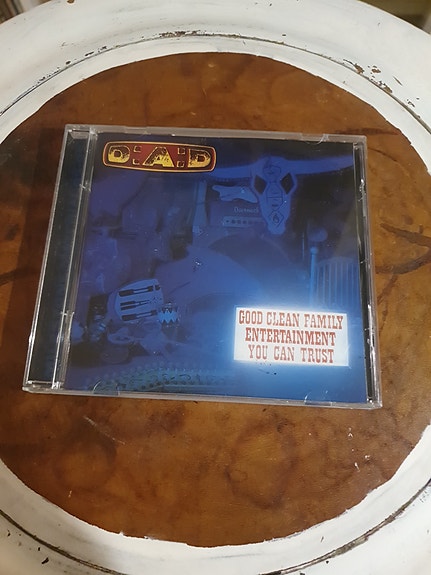 D:A:D
GOOD CLEAN FAMILY
ENTERTAINMENT
YOU CAN TRUST